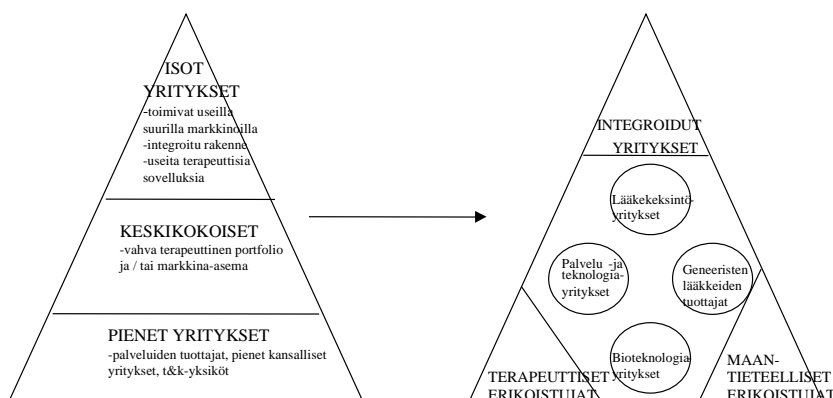 ISOT
YRITYKSET
-toimivat useilla
suurilla markkinoilla
-integroitu rakenne
-useita terapeuttisia
sovelluksia
KESKIKOKOISET
-vahva terapeuttinen portfolio
ja / tai markkina-asema
PIENET YRITYKSET
-palveluiden tuottajat, pienet kansalliset
yritykset, t&k-yksiköt
INTEGROIDUT
YRITYKSET
Lääkekeksintö-
yritykset
Palvelu -ja
teknologia-
yritykset
Geneeristen
lääkkeiden
tuottajat
Bioteknologia-
yritykset
TERAPEUTTISET
ERIKOISTUJAT
MAAN-
TIETEELLISET
ERIKOISTUJAT